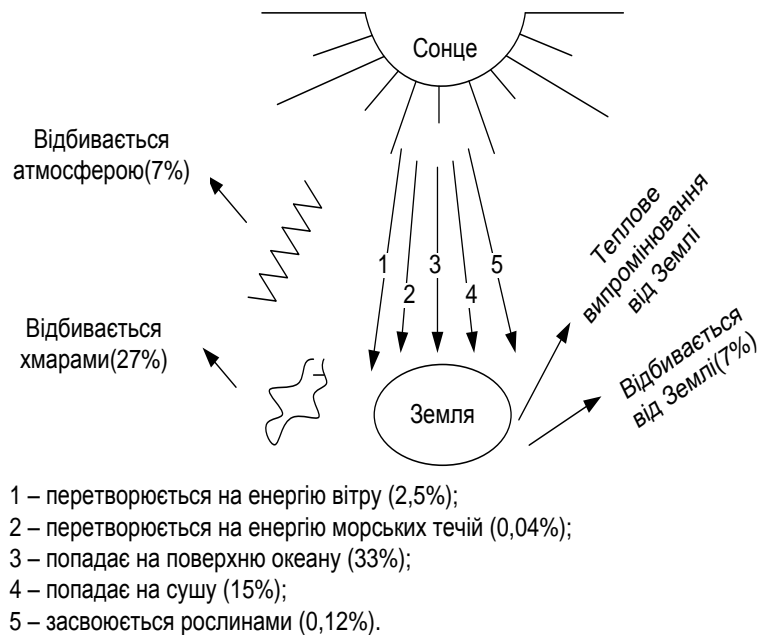 Сонце
Відбивається
атмосферою(7%)
Теплове
випромінювання
від Землі
1
2
3
4
5
Відбивається
хмарами(27%)
Відбивається
від Землі(7%)
Земля
1 – перетворюється на енергію вітру (2,5%);
2 – перетворюється на енергію морських течій (0,04%);
3 – попадає на поверхню океану (33%);
4 – попадає на сушу (15%);
5 – засвоюється рослинами (0,12%).